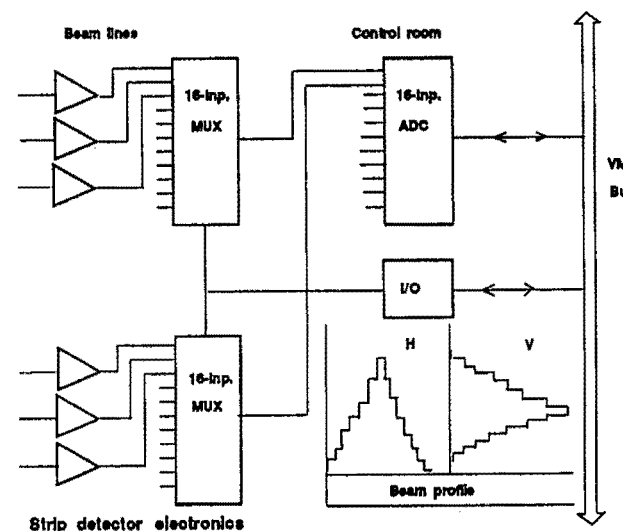 Beam lines
Control room
16-inp.
MUX
16-inp.
ADC
I/O
16-inp.
MUX
H
V
Beam profile
Strip detector electronics